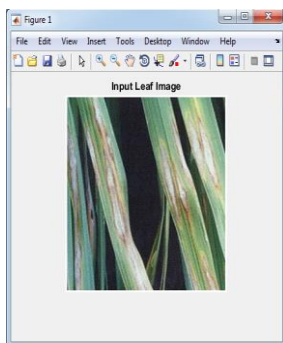 Figure 1
File Edit View Insert Tools Desktop Window Help
Input Leaf Image